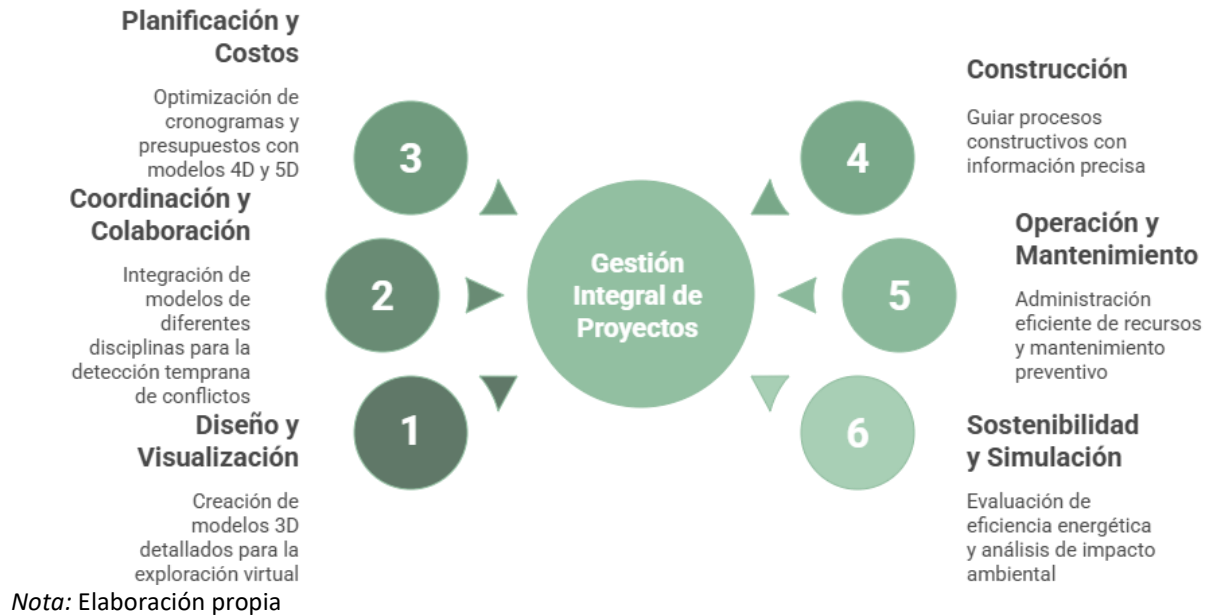 Planificación y
Costos
Optimización de
cronogramas y
presupuestos con
modelos 4D y 5D
3
Coordinación y
Colaboración
Integración de
modelos de
diferentes
disciplinas para la
detección temprana
de conflictos
2
Diseño y
Visualización
Creación de
modelos 3D
detallados para la
exploración virtual
1
Gestión
Integral de
Proyectos
4
Construcción
Guiar procesos
constructivos con
información precisa
5
Operación y
Mantenimiento
Administración
eficiente de recursos
y mantenimiento
preventivo
6
Sostenibilidad
y Simulación
Evaluación de
eficiencia energética
y análisis de impacto
ambiental
Nota: Elaboración propia